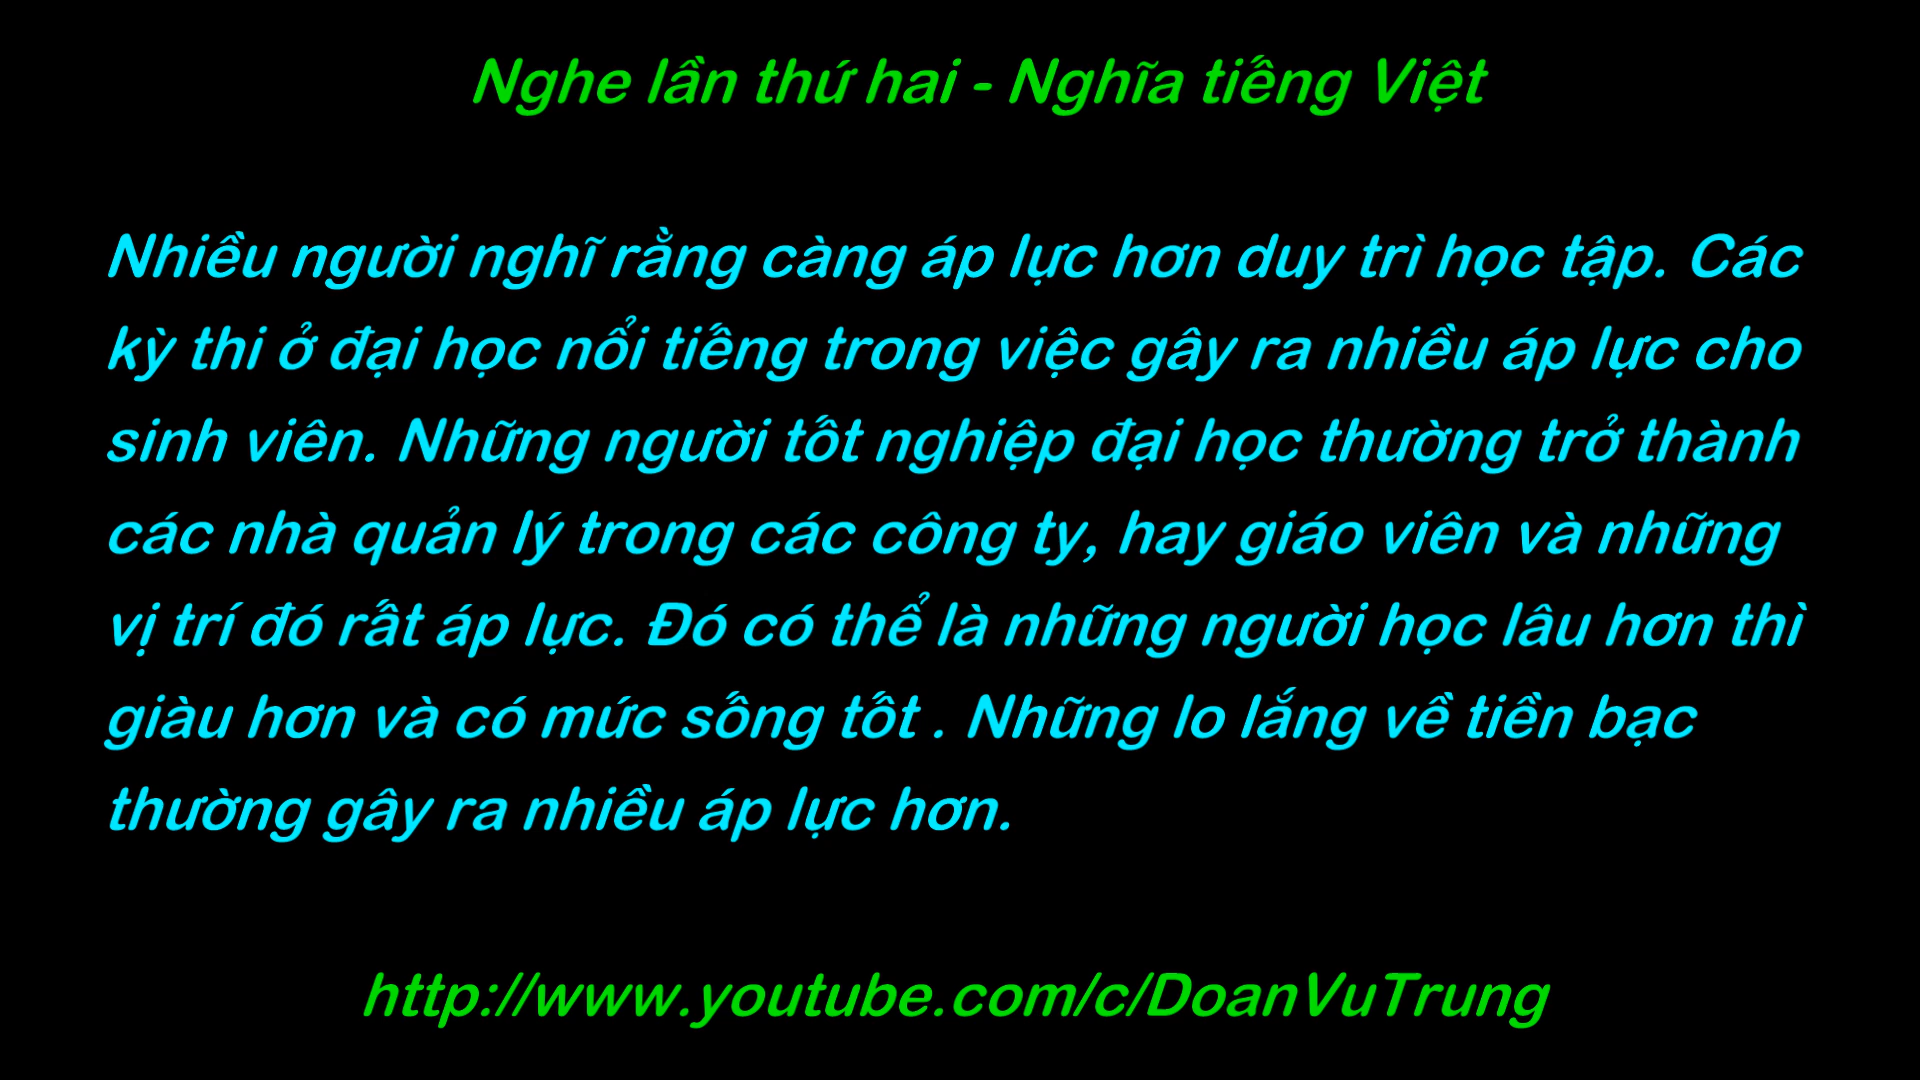 Nghe lần thứ hai - Nghĩa tiếng Việt
Nhiều người nghĩ rằng càng áp lực hơn duy trì học tập. Các
kỳ thi ở đại học nổi tiếng trong việc gây ra nhiều áp lực cho
sinh viên. Những người tốt nghiệp đại học thường trở thành
các nhà quản lý trong các công ty, hay giáo viên và những
vị trí đó rất áp lực. Đó có thể là những người học lâu hơn thì
giàu hơn và có mức sống tốt . Những lo lắng về tiền bạc
thường gây ra nhiều áp lực hơn.
http://www.youtube.com/c/DoanVuTrung